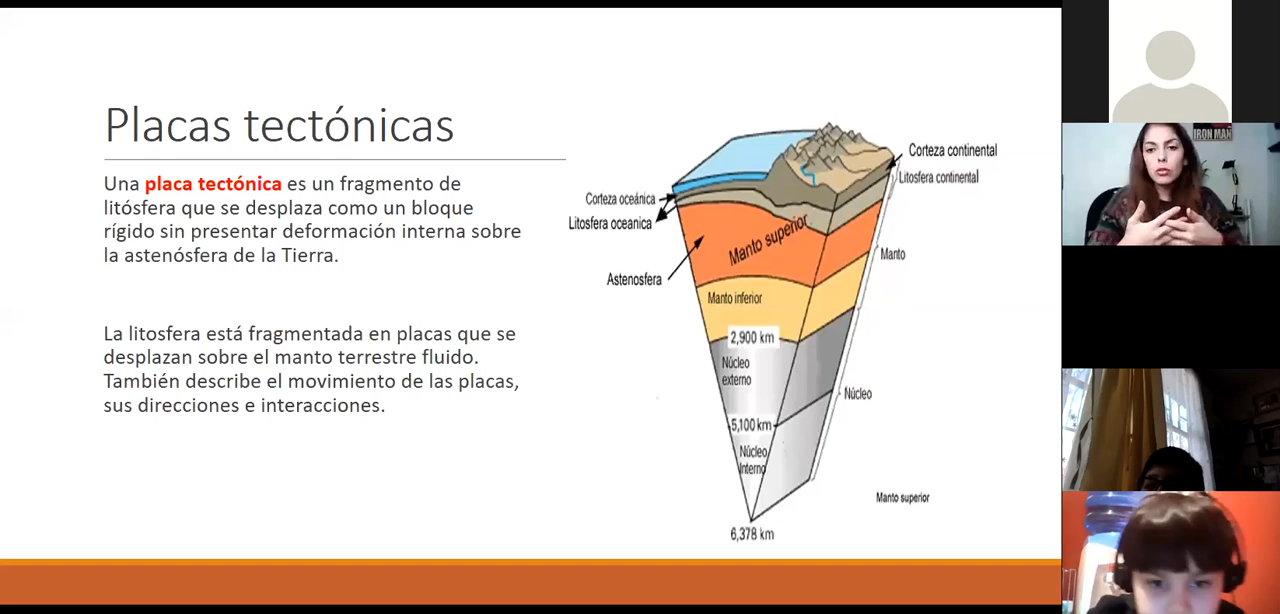 Placas tectónicas
Una placa tectónica es un fragmento de
litósfera que se desplaza como un bloque
rígido sin presentar deformación interna sobre
la astenósfera de la Tierra.
La litosfera está fragmentada en placas que se
desplazan sobre el manto terrestre fluido.
También describe el movimiento de las placas,
sus direcciones e interacciones.
Corteza continental
Litosfera continental
Corteza oceánica
Litosfera oceanica
Manto superior
Astenosfera
Manto
Manto inferior
2,900 km
Núcleo
externo
Núcleo
5,100 km
Núcleo
Interno
Manto superior
6,378 km
IRON MAN